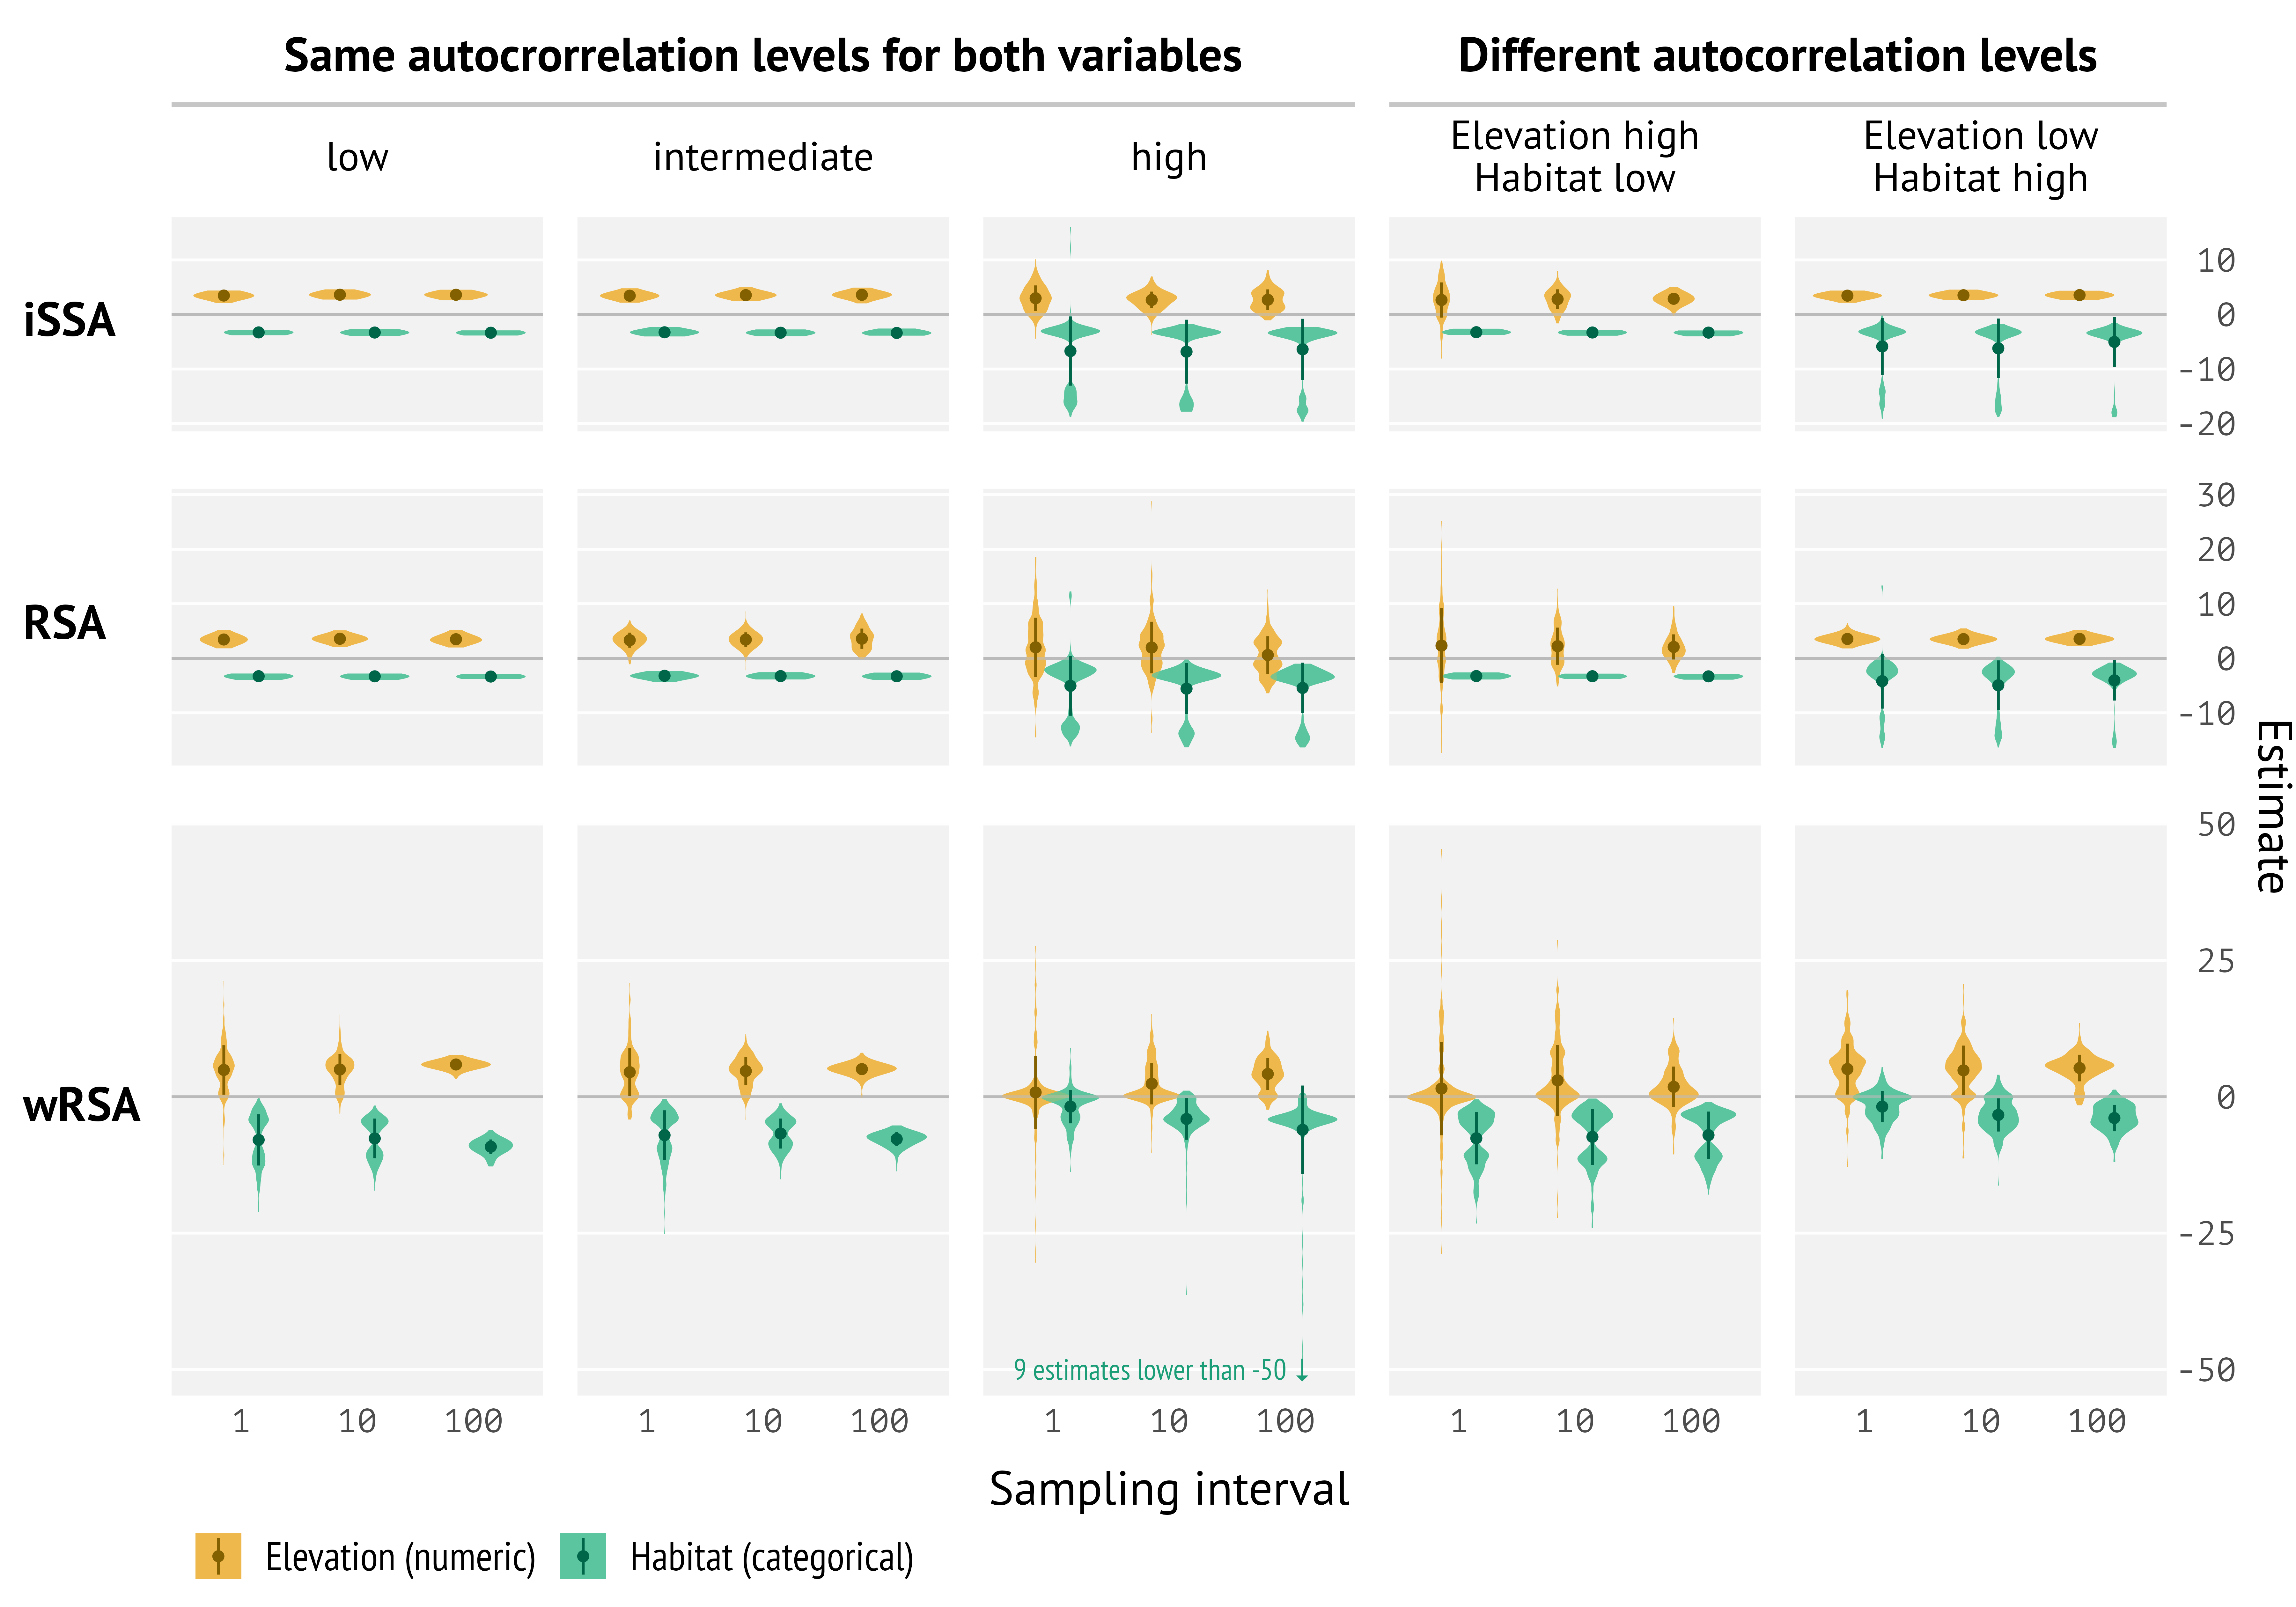 Same autocrorrelation levels for both variables
Different autocorrelation levels
low
intermediate
high
Elevation high
Habitat low
Elevation low
Habitat high
iSSA
10
0
-10
-20
RSA
30
20
10
0
-10
Estimate
wRSA
50
25
0
-25
-50
9 estimates lower than -50 ↓
1 10 100
1 10 100
1 10 100
1 10 100
1 10 100
Sampling interval
Elevation (numeric)
Habitat (categorical)